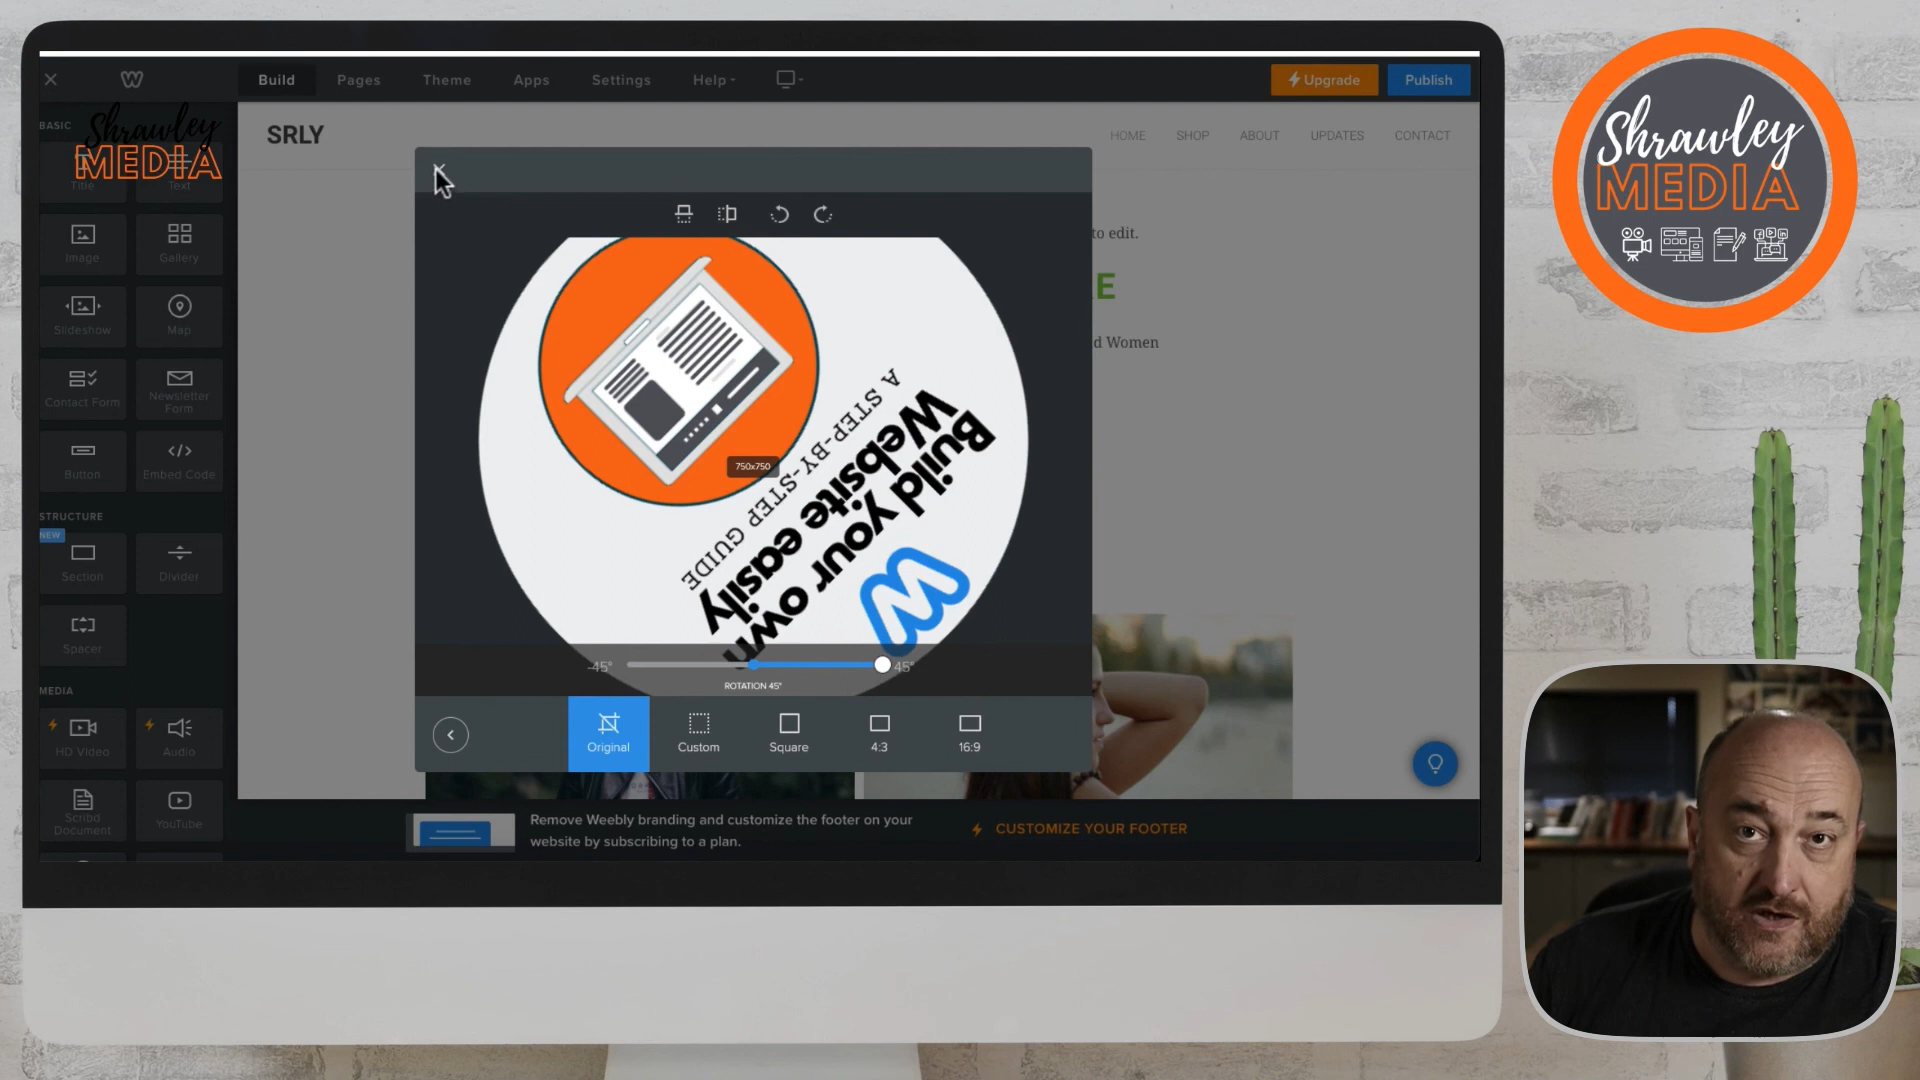 Build
Pages
Theme
Apps
Settings
Help
Upgrade
Publish
BASIC
Shrawley
MEDIA
Title
Text
Image
Gallery
Slideshow
Map
Contact Form
Newsletter
Form
Button
Embed Code
STRUCTURE
NEW
Section
Divider
Spacer
MEDIA
HD Video
Audio
Scribd
Document
YouTube
SRLY
HOME
SHOP
ABOUT
UPDATES
CONTACT
to edit.
E
d Women
Build your own
Website easily
A STEP-BY-STEP GUIDE
750x750
-45°
45°
ROTATION 45°
Original
Custom
Square
4:3
16:9
Remove Weebly branding and customize the footer on your
website by subscribing to a plan.
CUSTOMIZE YOUR FOOTER
Shrawley
MEDIA